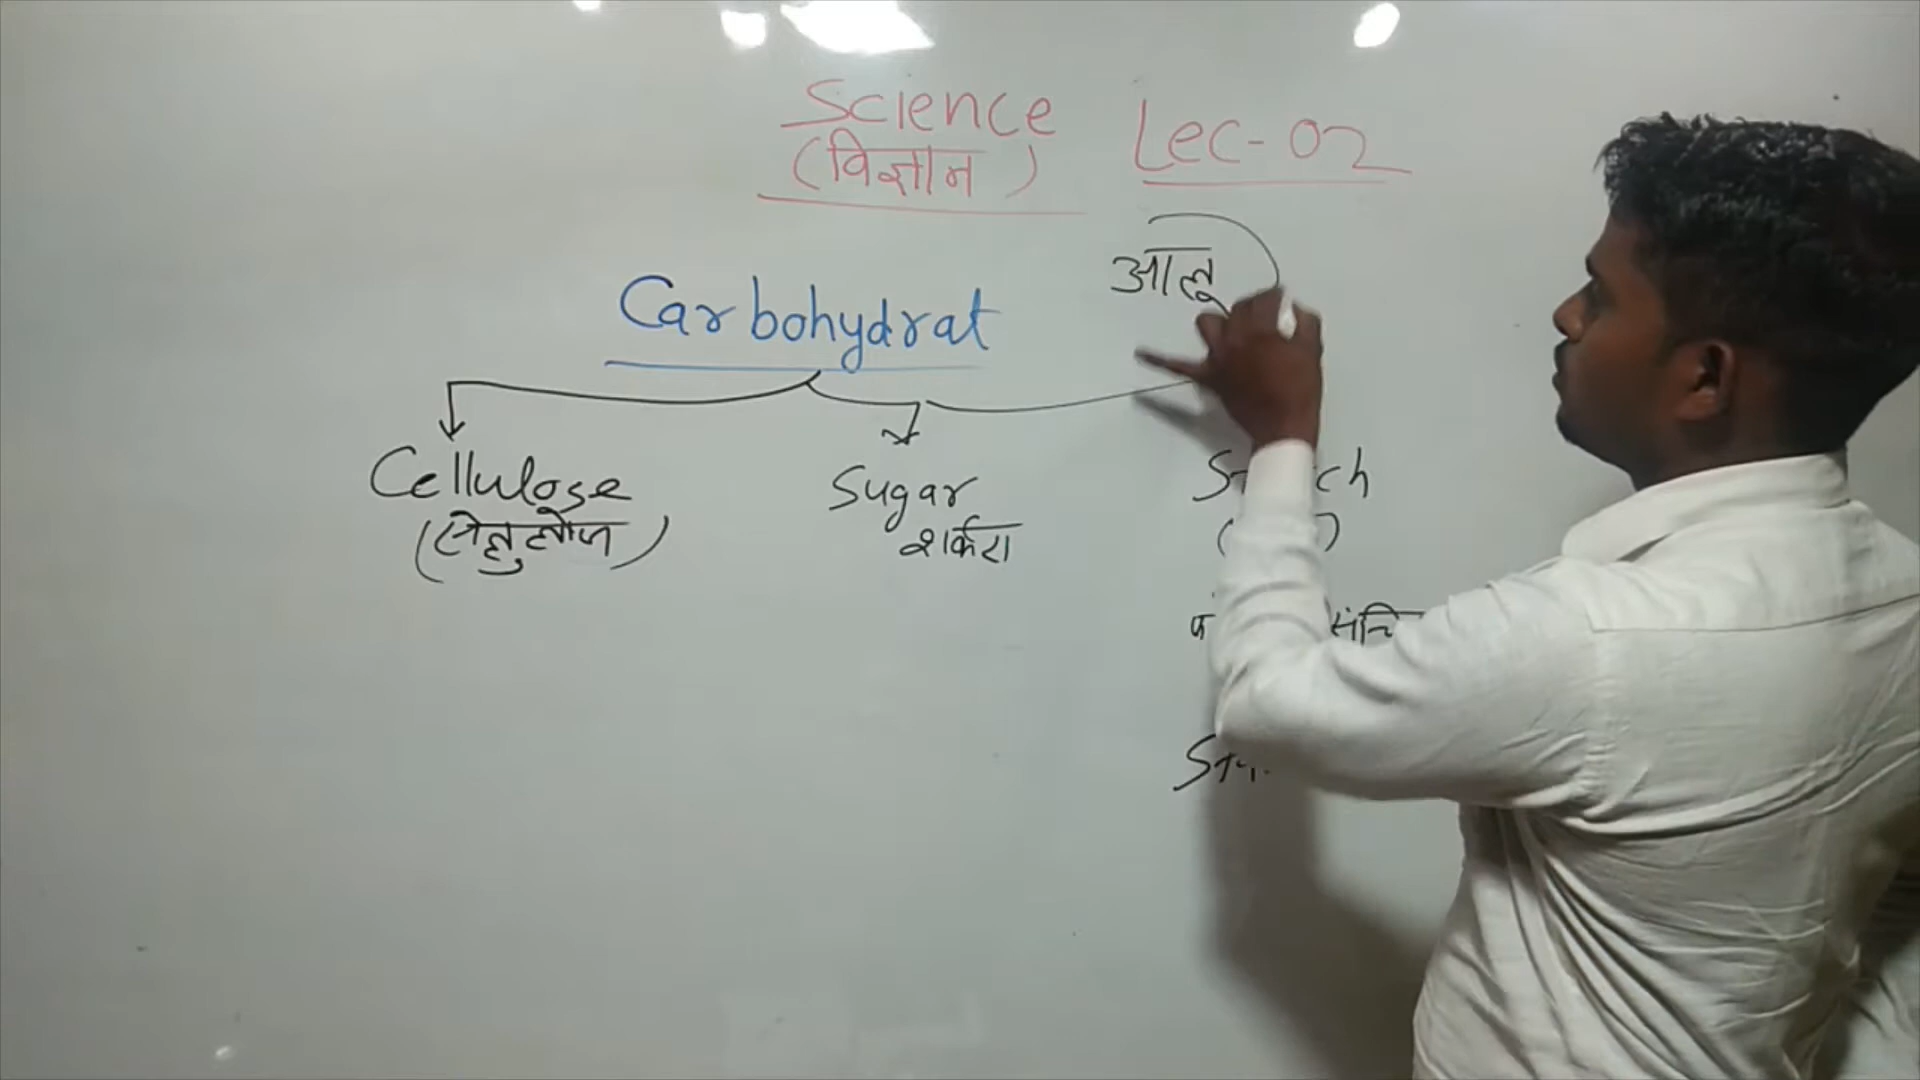 Science Lec-02
(विज्ञान)
आलू
Carbohydrat
Cellulose Sugar
(सेलुलोज) शर्करा